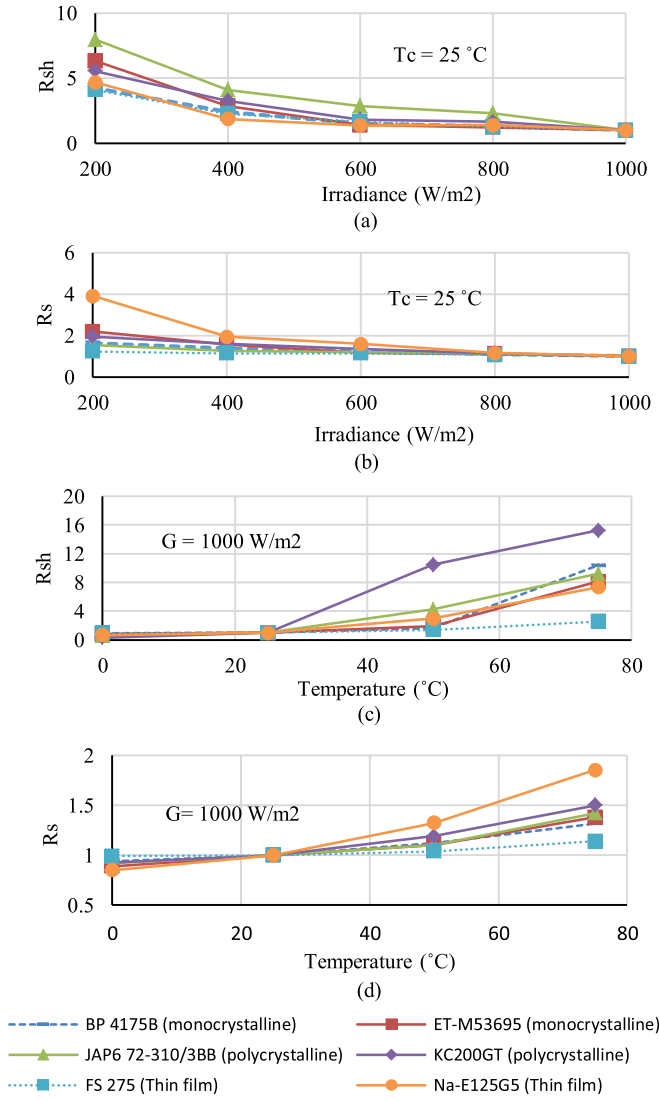 10
Rsh
Tc = 25 ˚C
5
0
200 400 600 800 1000
Irradiance (W/m2)
(a)
6
Rs
Tc = 25 ˚C
4
2
0
200 400 600 800 1000
Irradiance (W/m2)
(b)
20
16
G = 1000 W/m2
Rsh
12
8
4
0
0 20 40 60 80
Temperature (˚C)
(c)
2
G= 1000 W/m2
1.5
Rs
1
0.5
0 20 40 60 80
Temperature (˚C)
(d)
BP 4175B (monocrystalline) ET-M53695 (monocrystalline)
JAP6 72-310/3BB (polycrystalline) KC200GT (polycrystalline)
FS 275 (Thin film) Na-E125G5 (Thin film)